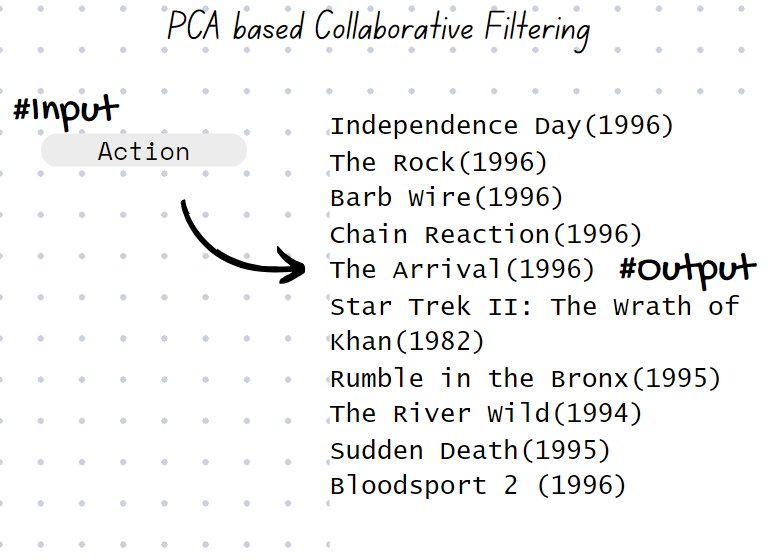 PCA based Collaborative Filtering
#Input
Action
Independence Day(1996)
The Rock(1996)
Barb Wire(1996)
Chain Reaction(1996)
The Arrival(1996)
#Output
Star Trek II: The Wrath of
Khan(1982)
Rumble in the Bronx(1995)
The River Wild(1994)
Sudden Death(1995)
Bloodsport 2 (1996)